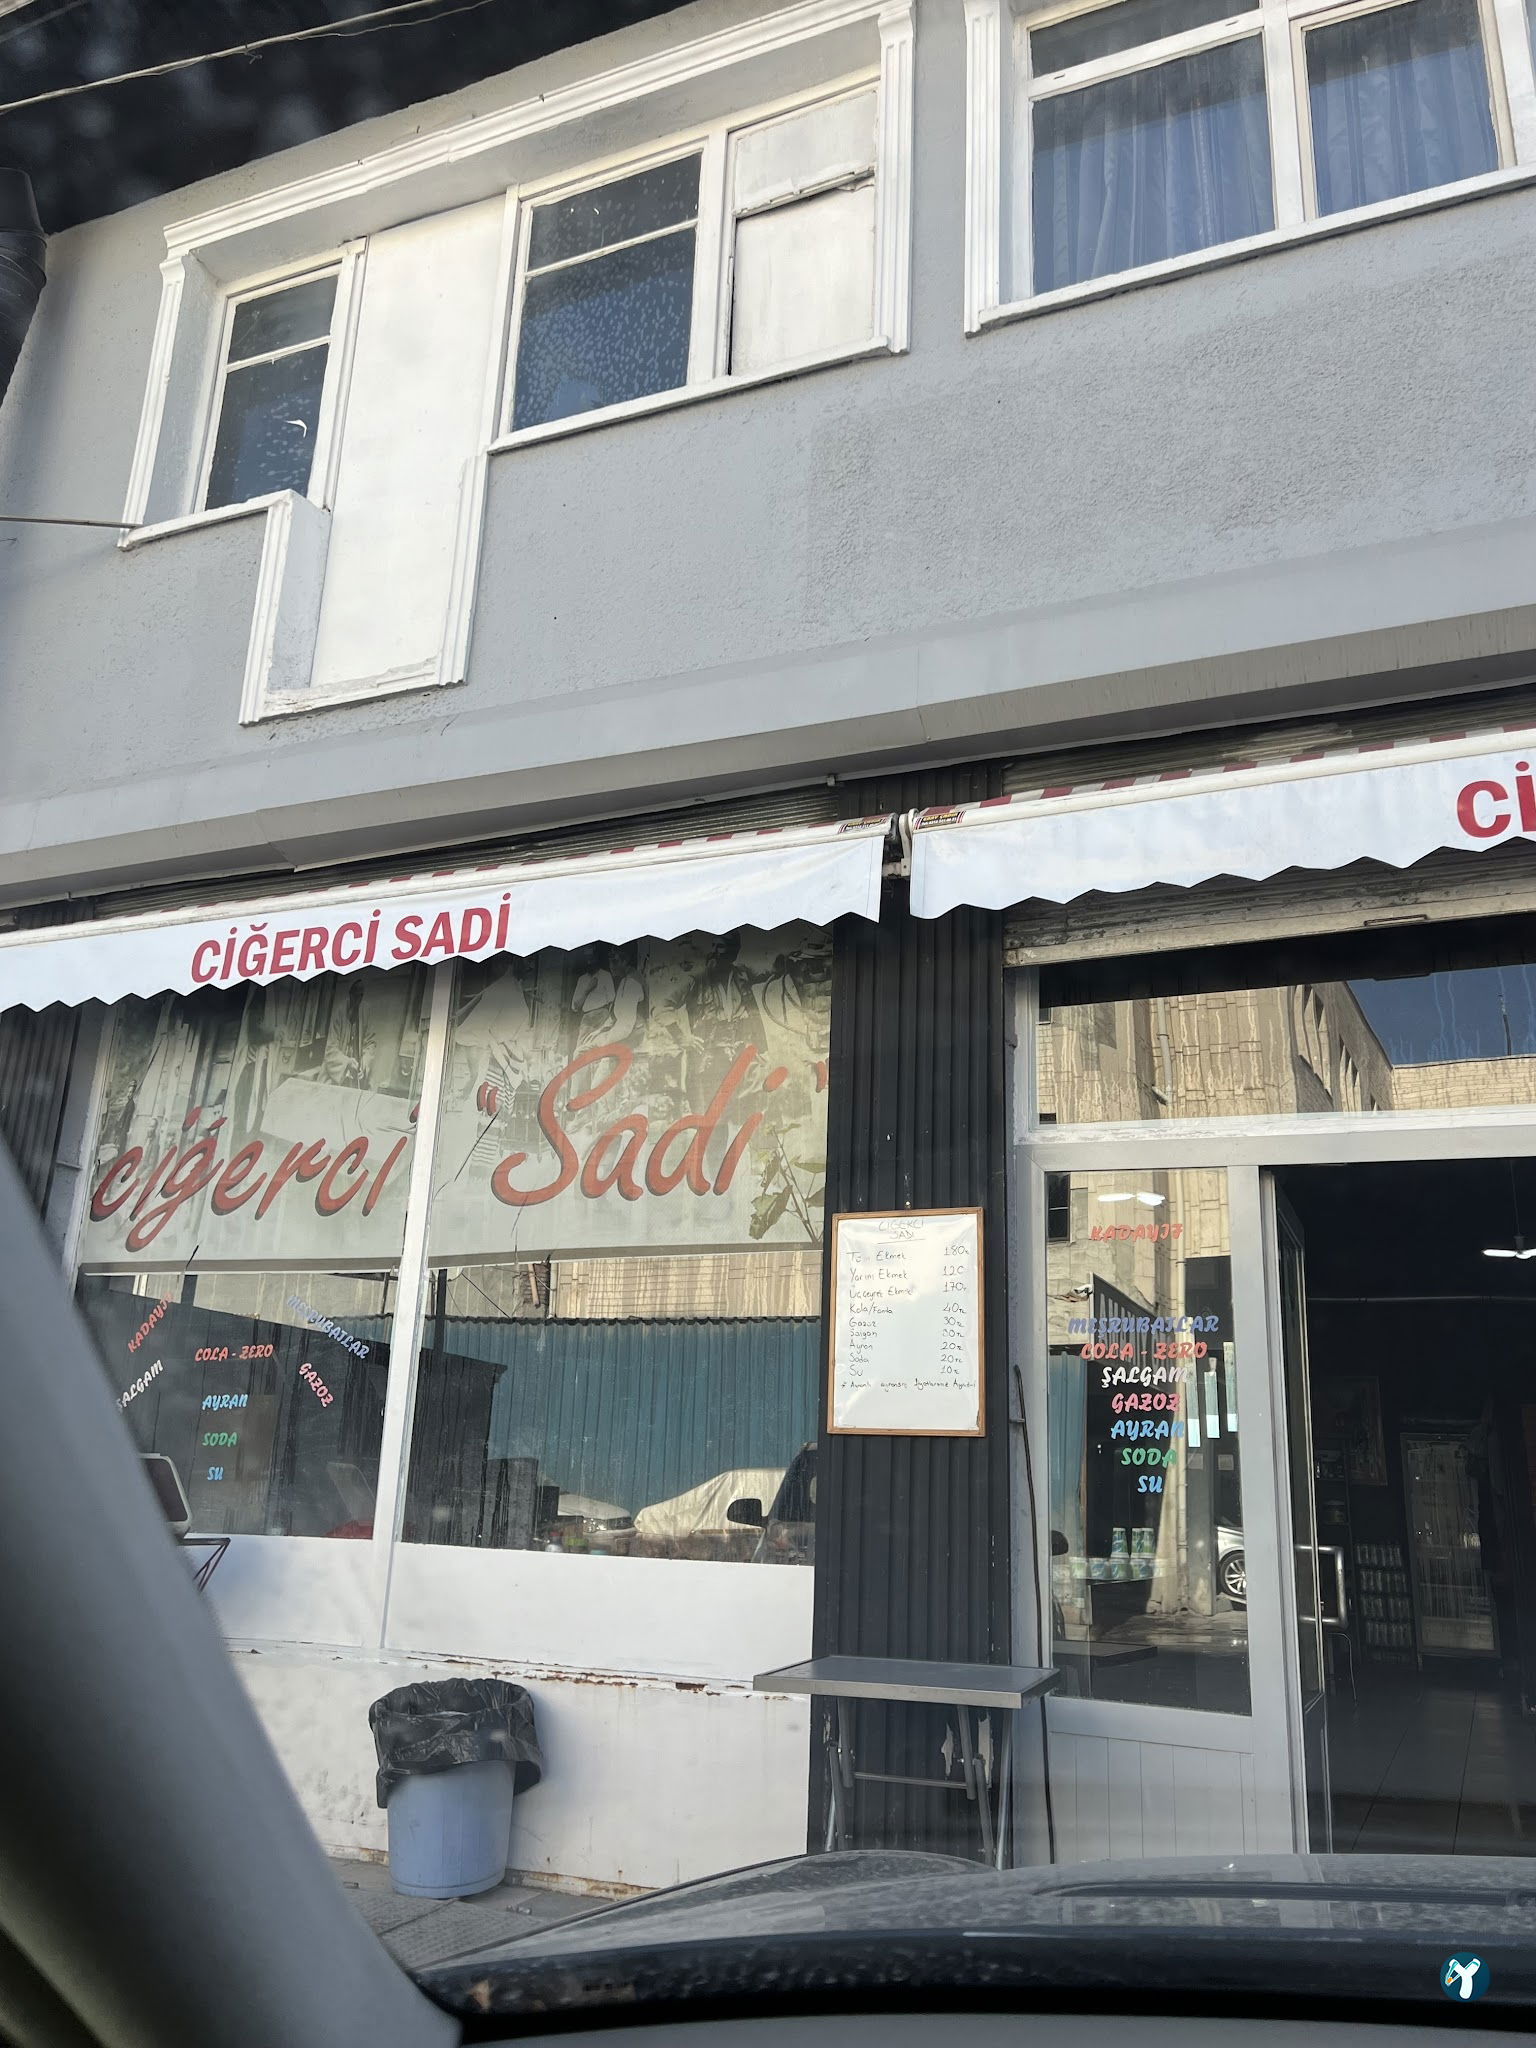 CİĞERCİ SADİ
Cİ
ciğerci "Sadi"
CİĞERCİ
SADİ
Tam Ekmek 180₺
Yarım Ekmek 120
Üççeyrek Ekmek 170₺
Kola/Fanta 40₺
Gazoz 30₺
Şalgam 30₺
Ayran 20₺
Soda 20₺
Su 10₺
KADAYIF
MEŞRUBATLAR
COLA - ZERO
ŞALGAM
GAZOZ
AYRAN
SODA
SU
KADAYIF
MEŞRUBATLAR
COLA - ZERO
ŞALGAM
GAZOZ
AYRAN
SODA
SU